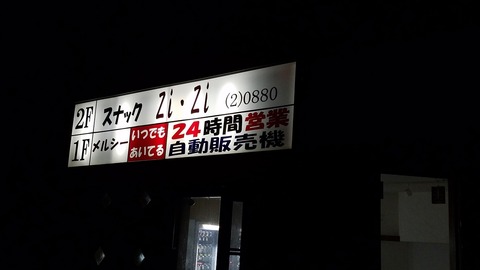 2F スナック Zi・Zi (2)0880
1F メルシー いつでも あいてる 24時間営業
自動販売機